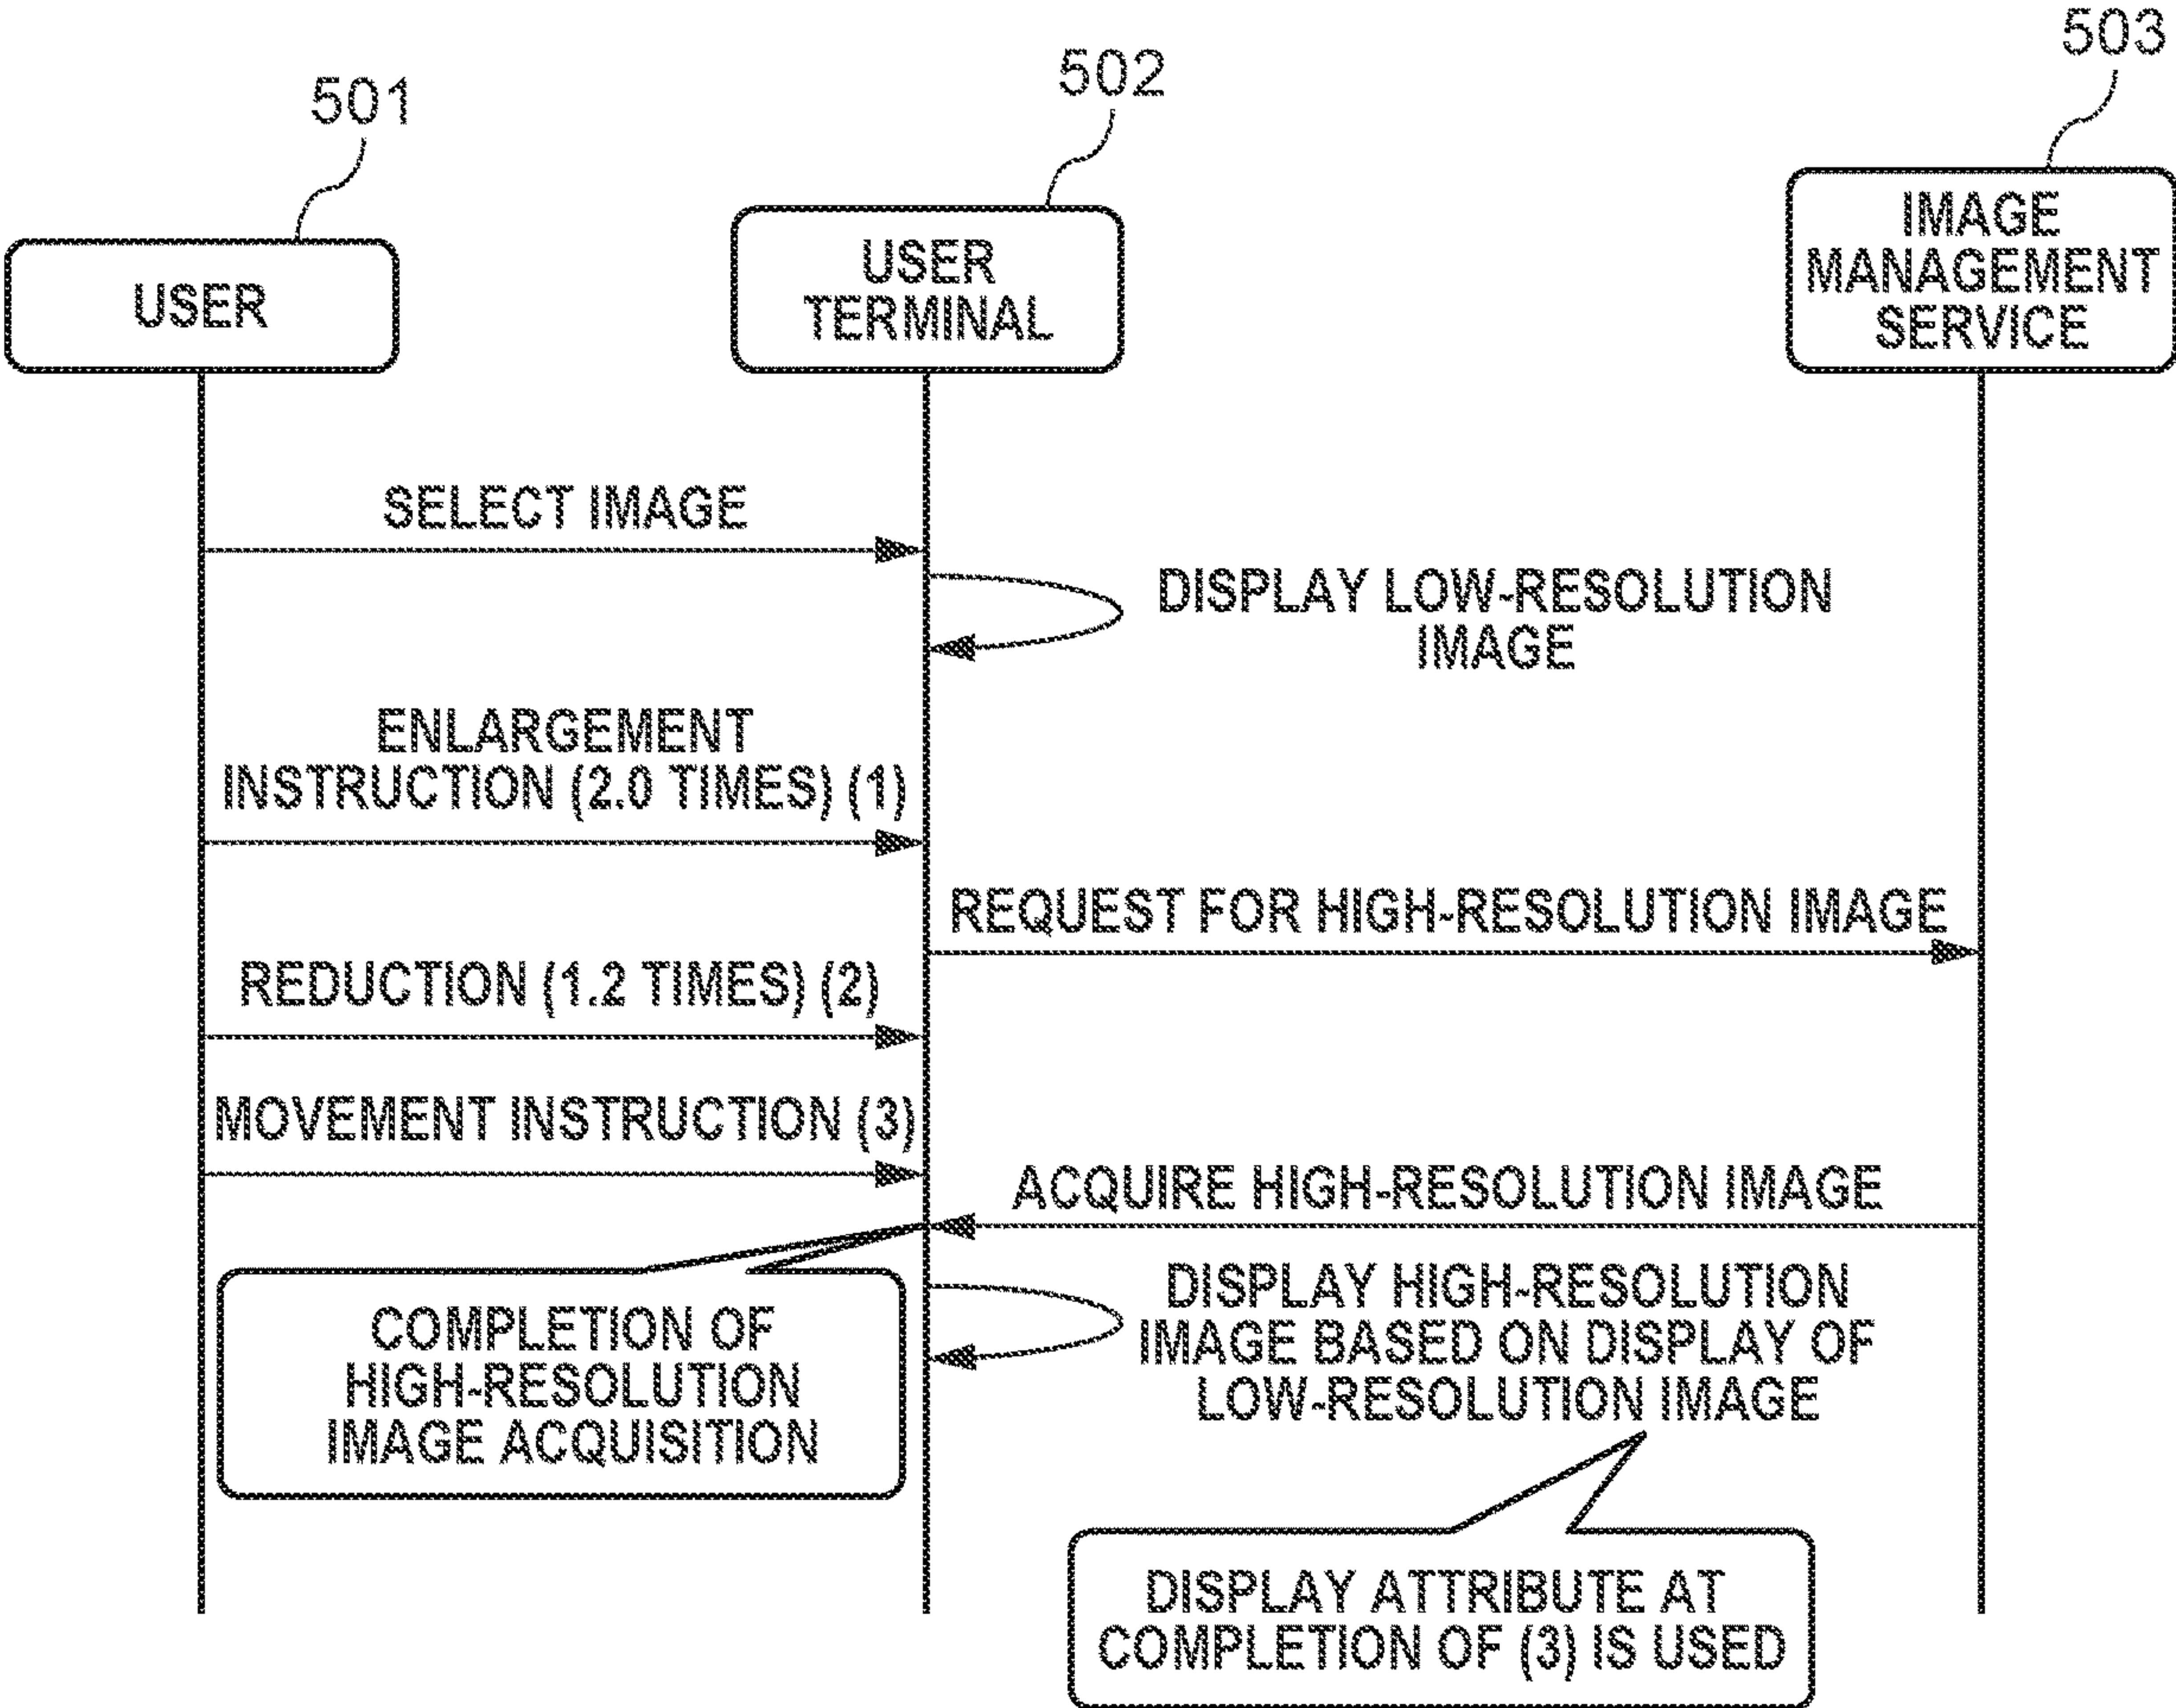 501
502
503
USER
USER
TERMINAL
IMAGE
MANAGEMENT
SERVICE
SELECT IMAGE
DISPLAY LOW-RESOLUTION
IMAGE
ENLARGEMENT
INSTRUCTION (2.0 TIMES) (1)
REQUEST FOR HIGH-RESOLUTION IMAGE
REDUCTION (1.2 TIMES) (2)
MOVEMENT INSTRUCTION (3)
ACQUIRE HIGH-RESOLUTION IMAGE
COMPLETION OF
HIGH-RESOLUTION
IMAGE ACQUISITION
DISPLAY HIGH-RESOLUTION
IMAGE BASED ON DISPLAY OF
LOW-RESOLUTION IMAGE
DISPLAY ATTRIBUTE AT
COMPLETION OF (3) IS USED